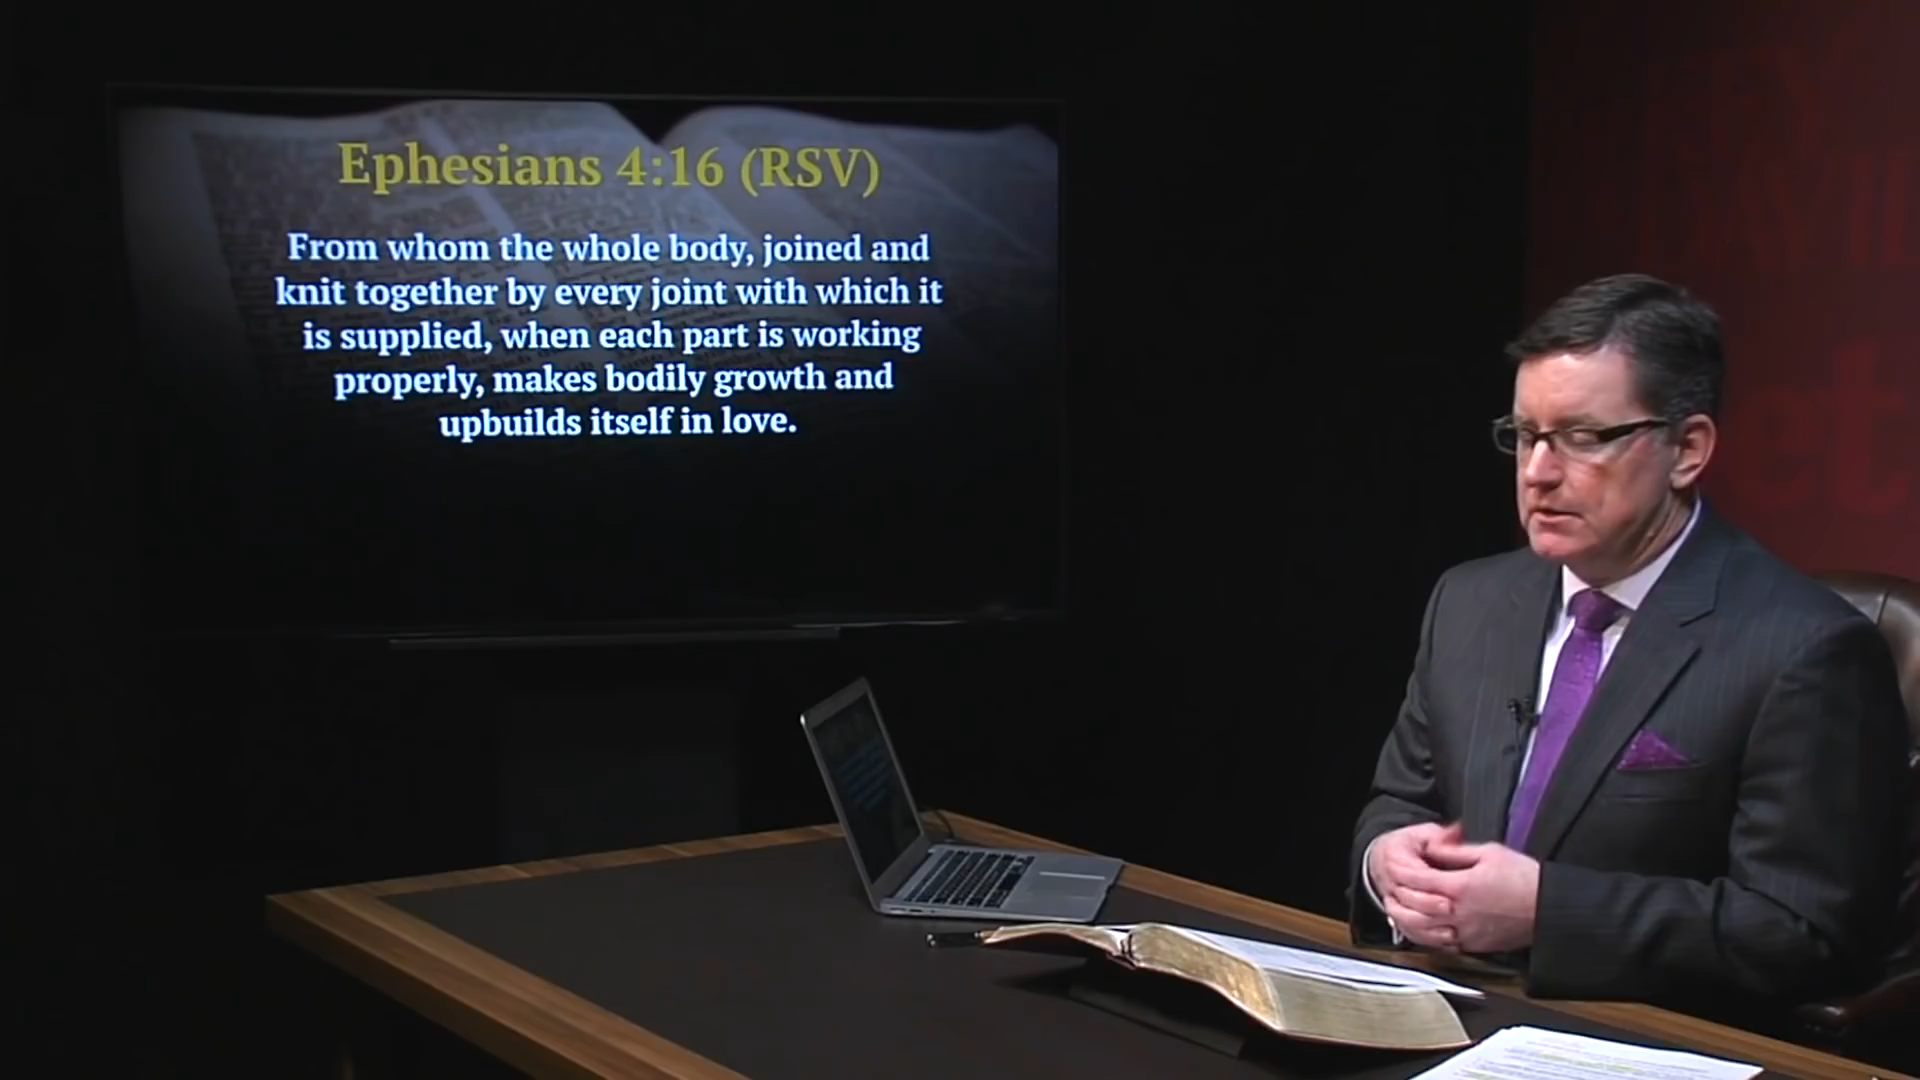 Ephesians 4:16 (RSV)
From whom the whole body, joined and
knit together by every joint with which it
is supplied, when each part is working
properly, makes bodily growth and
upbuilds itself in love.